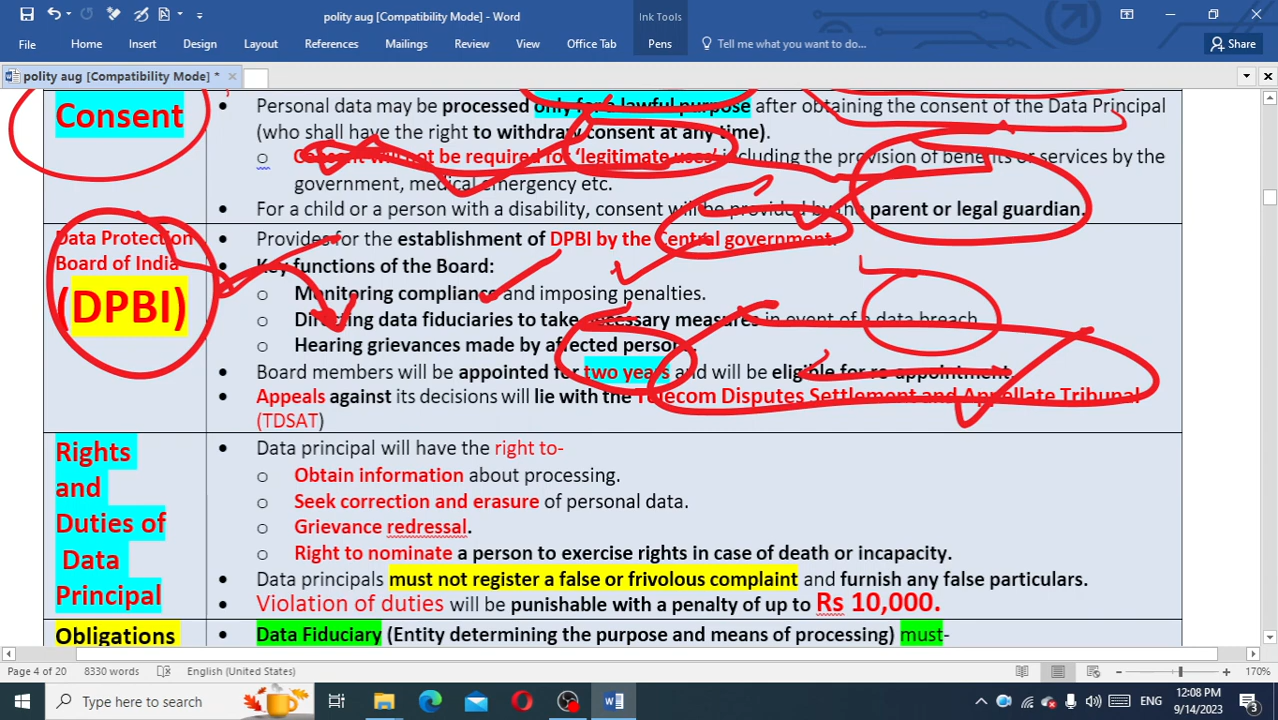 polity aug [Compatibility Mode] - Word
Ink Tools
File
Home
Insert
Design
Layout
References
Mailings
Review
View
Office Tab
Pens
Tell me what you want to do...
Share
polity aug [Compatibility Mode] *
Consent
• Personal data may be processed only for a lawful purpose after obtaining the consent of the Data Principal
(who shall have the right to withdraw consent at any time).
o Consent will not be required for 'legitimate uses' including the provision of benefits or services by the
government, medical emergency etc.
• For a child or a person with a disability, consent will be provided by the parent or legal guardian.
Data Protection
Board of India
(DPBI)
• Provides for the establishment of DPBI by the Central government.
• Key functions of the Board:
o Monitoring compliance and imposing penalties.
o Directing data fiduciaries to take necessary measures in event of a data breach.
o Hearing grievances made by affected persons.
• Board members will be appointed for two years and will be eligible for re-appointment.
• Appeals against its decisions will lie with the Telecom Disputes Settlement and Appellate Tribunal
(TDSAT)
Rights
and
Duties of
Data
Principal
• Data principal will have the right to-
o Obtain information about processing.
o Seek correction and erasure of personal data.
o Grievance redressal.
o Right to nominate a person to exercise rights in case of death or incapacity.
• Data principals must not register a false or frivolous complaint and furnish any false particulars.
• Violation of duties will be punishable with a penalty of up to Rs 10,000.
Obligations
• Data Fiduciary (Entity determining the purpose and means of processing) must-
Page 4 of 20
8330 words
English (United States)
170%
Type here to search
ENG
12:08 PM
9/14/2023
3